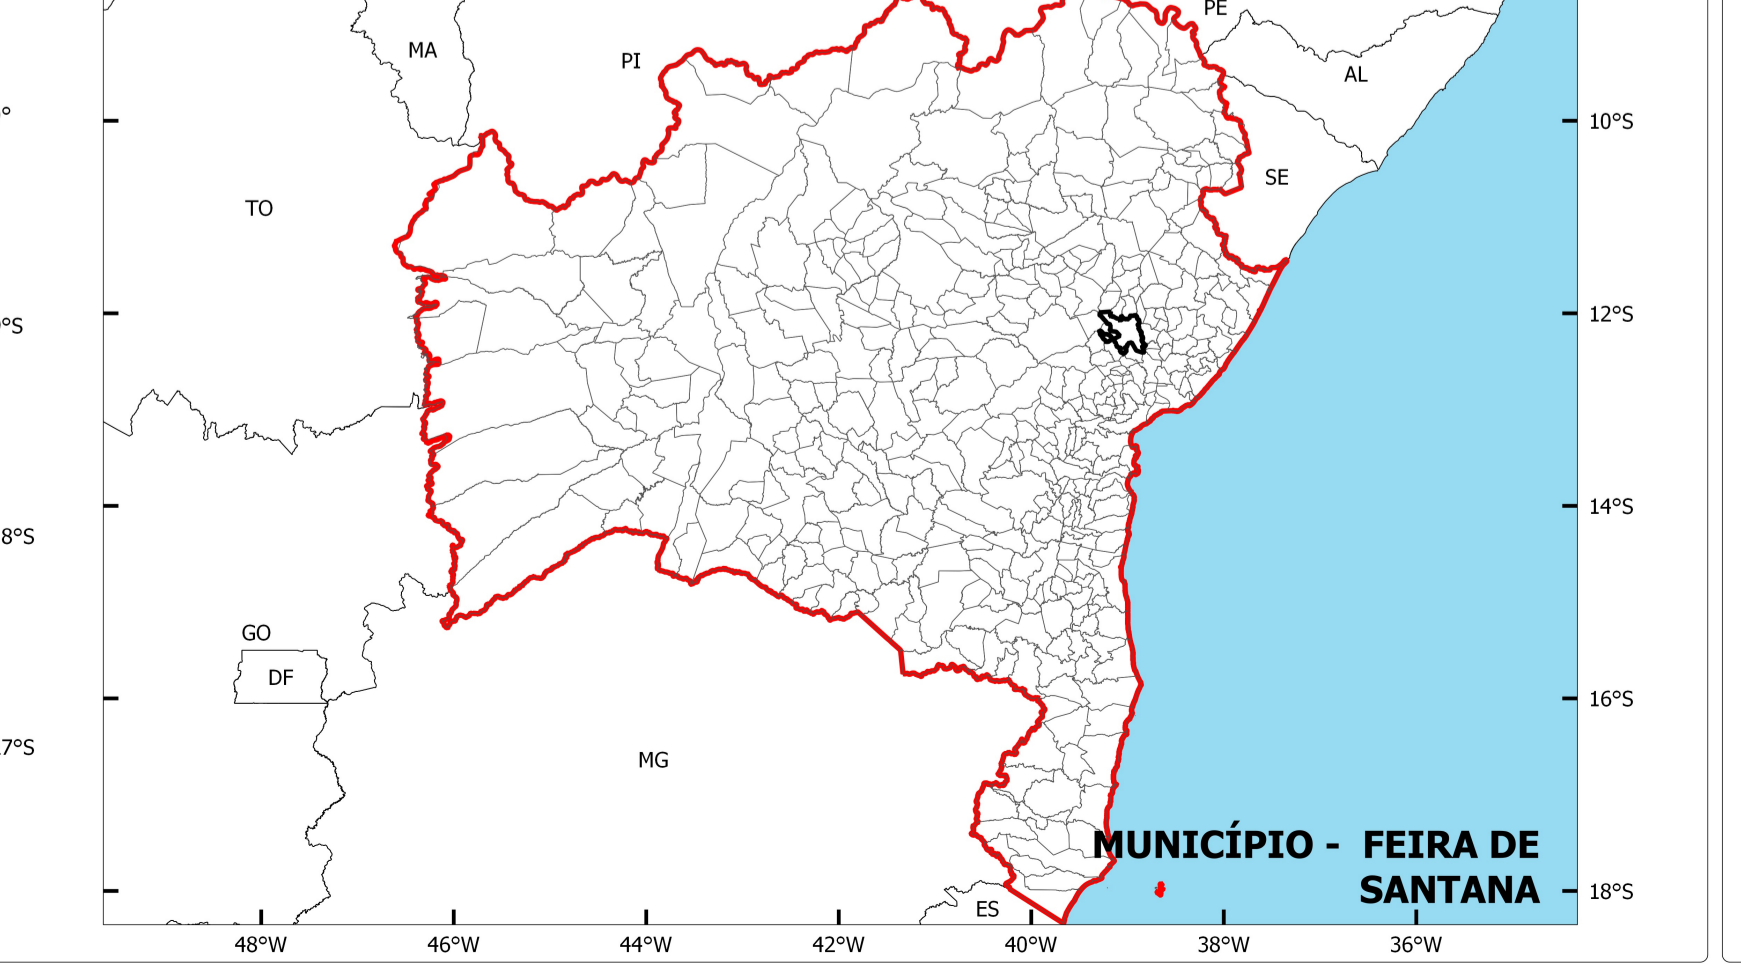 PE
MA
PI
AL
°
10°S
SE
TO
12°S
°S
14°S
8°S
GO
DF
16°S
7°S
MG
MUNICÍPIO - FEIRA DE
SANTANA
18°S
ES
48°W 46°W 44°W 42°W 40°W 38°W 36°W